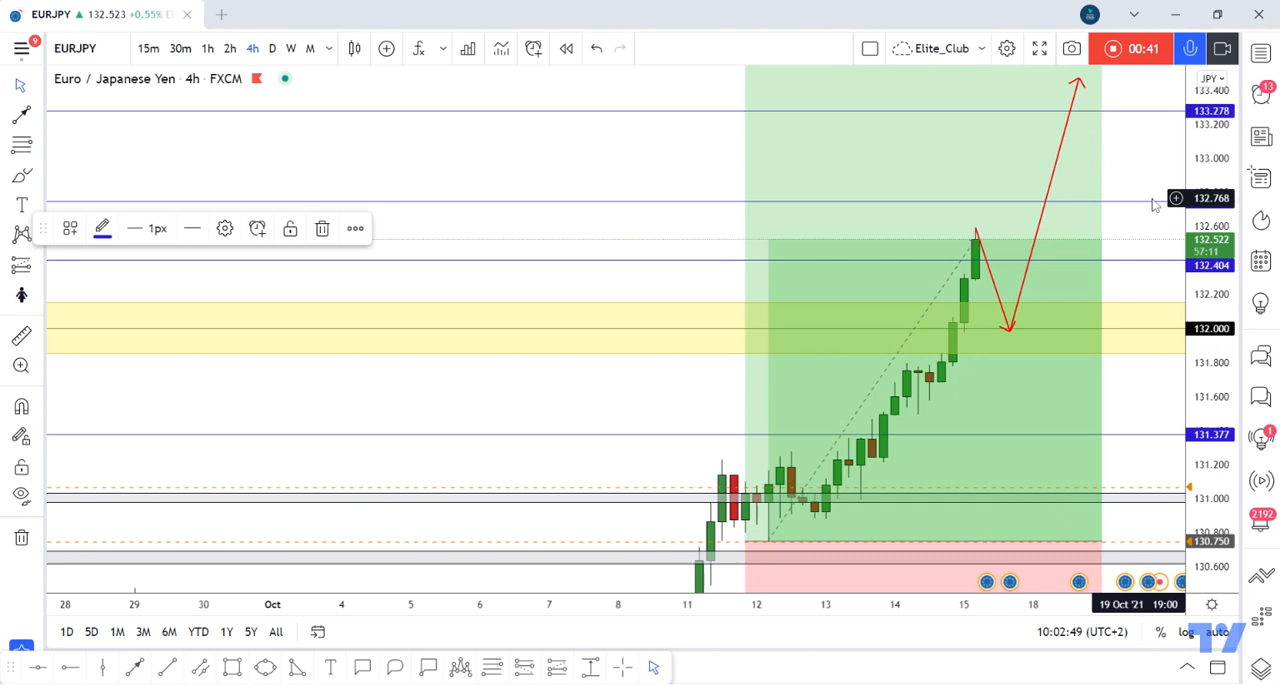 EURJPY ▲ 132.523 +0.55%
9
EURJPY
15m 30m 1h 2h 4h D W M
Elite_Club
00:41
Euro / Japanese Yen · 4h · FXCM
JPY
133.400
133.278
133.200
133.000
132.768
132.600
132.522
57:11
132.404
132.200
132.000
131.800
131.600
131.377
131.200
131.000
130.750
130.600
1px
13
1
2192
28 29 30 Oct 4 5 6 7 8 11 12 13 14 15 18 19 Oct '21 19:00
1D 5D 1M 3M 6M YTD 1Y 5Y All
10:02:49 (UTC+2) % log auto